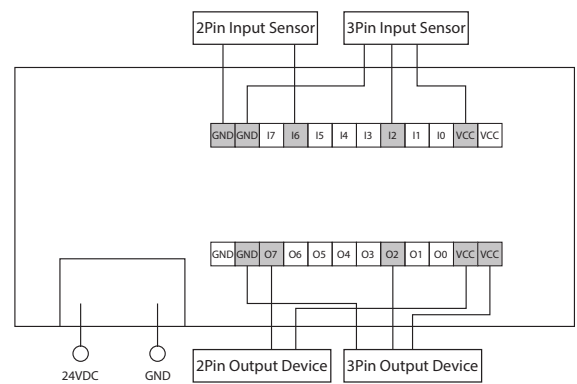 2Pin Input Sensor 3Pin Input Sensor
GND GND I7 I6 I5 I4 I3 I2 I1 I0 VCC VCC
GND GND O7 O6 O5 O4 O3 O2 O1 O0 VCC VCC
2Pin Output Device 3Pin Output Device
24VDC GND